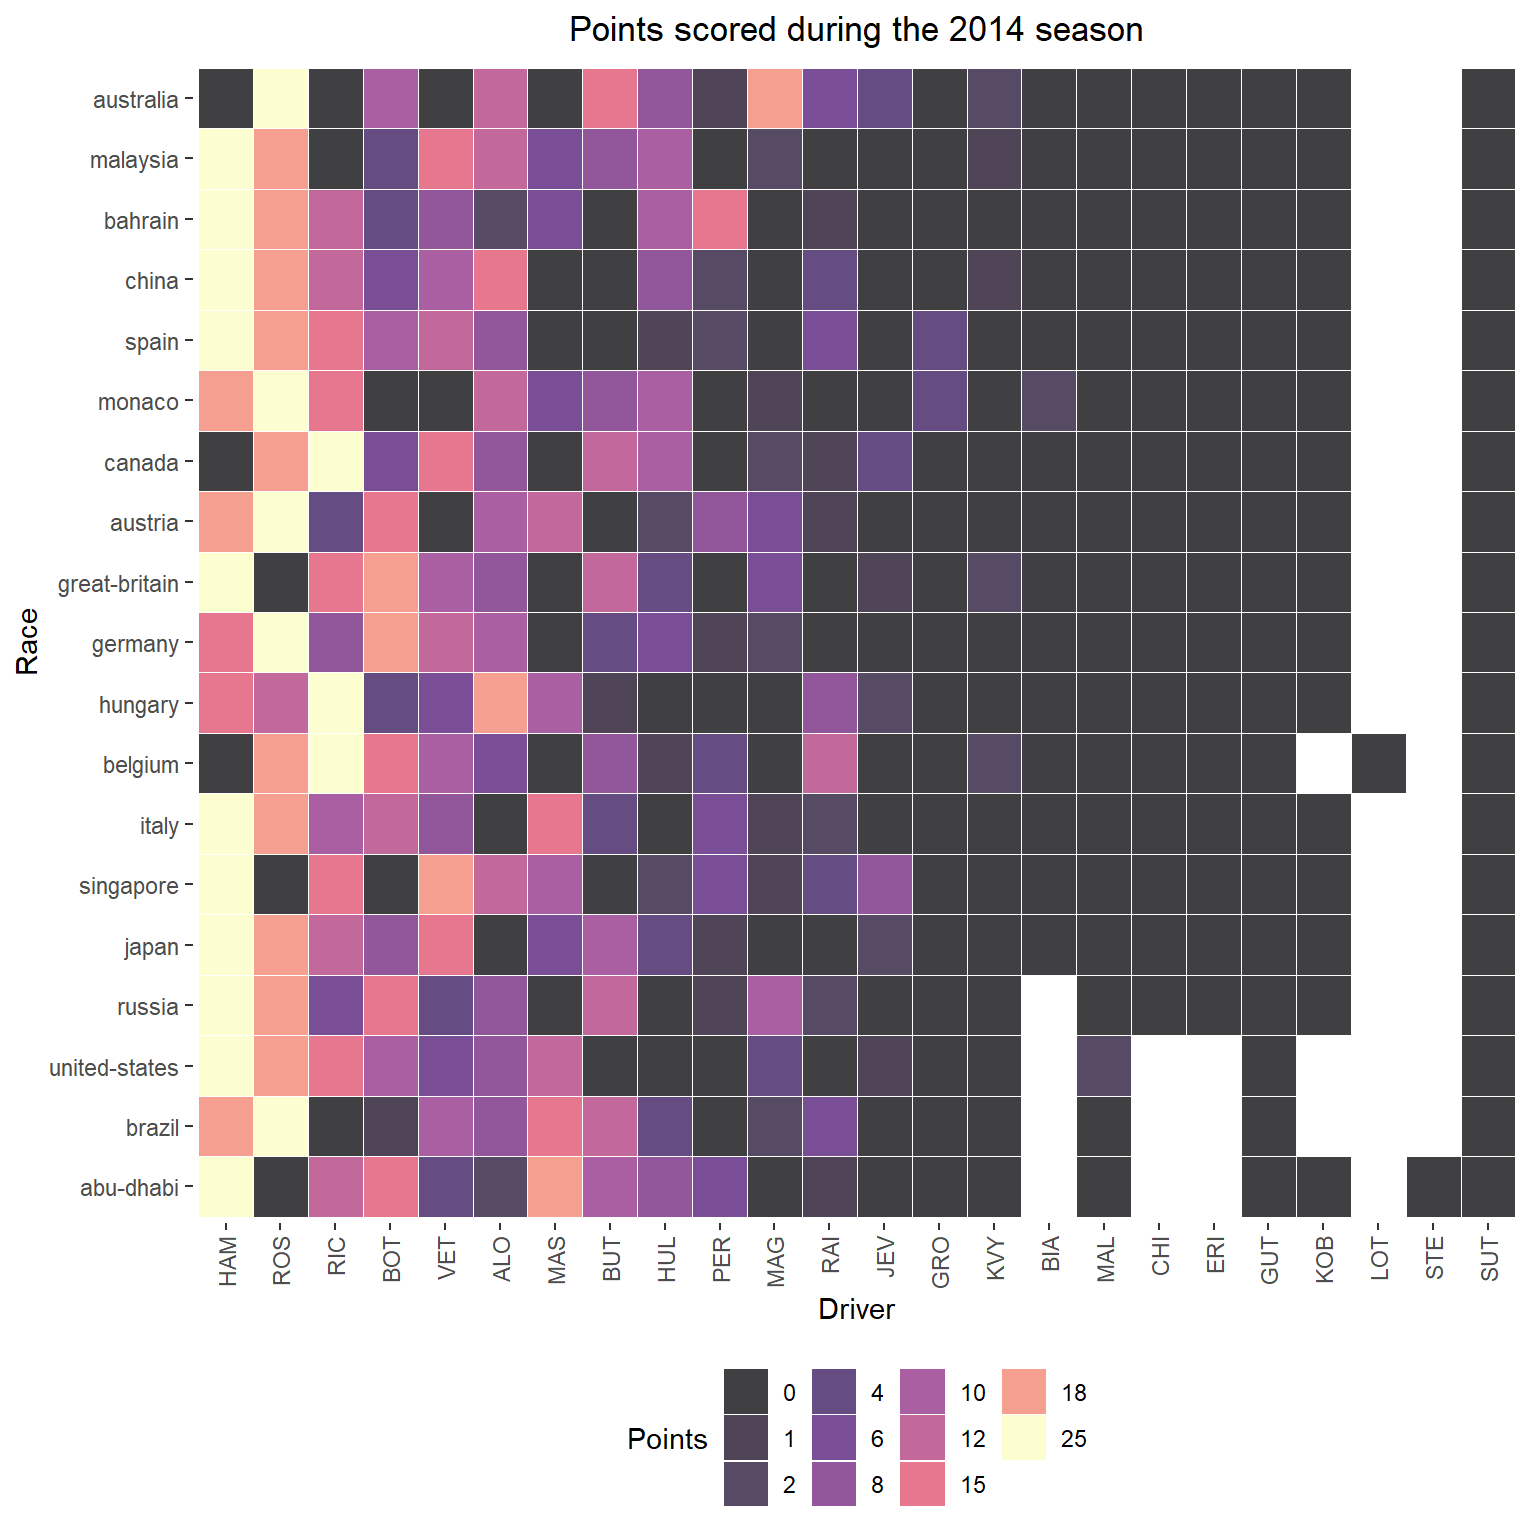 Points scored during the 2014 season
Race
australia
malaysia
bahrain
china
spain
monaco
canada
austria
great-britain
germany
hungary
belgium
italy
singapore
japan
russia
united-states
brazil
abu-dhabi
HAM ROS RIC BOT VET ALO MAS BUT HUL PER MAG RAI JEV GRO KVY BIA MAL CHI ERI GUT KOB LOT STE SUT
Driver
Points
0 4 10 18
1 6 12 25
2 8 15